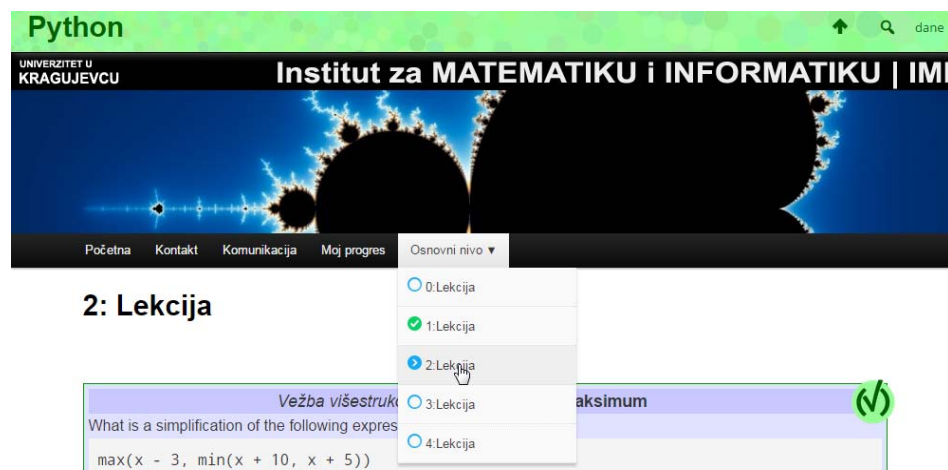 Python
dane
UNIVERZITET U
KRAGUJEVCU
Institut za MATEMATIKU i INFORMATIKU | IMI
Početna Kontakt Komunikacija Moj progres Osnovni nivo ▼
0:Lekcija
1:Lekcija
2:Lekcija
3:Lekcija
4:Lekcija
2: Lekcija
Vežba višestruko aksimum
What is a simplification of the following expres
max(x - 3, min(x + 10, x + 5))